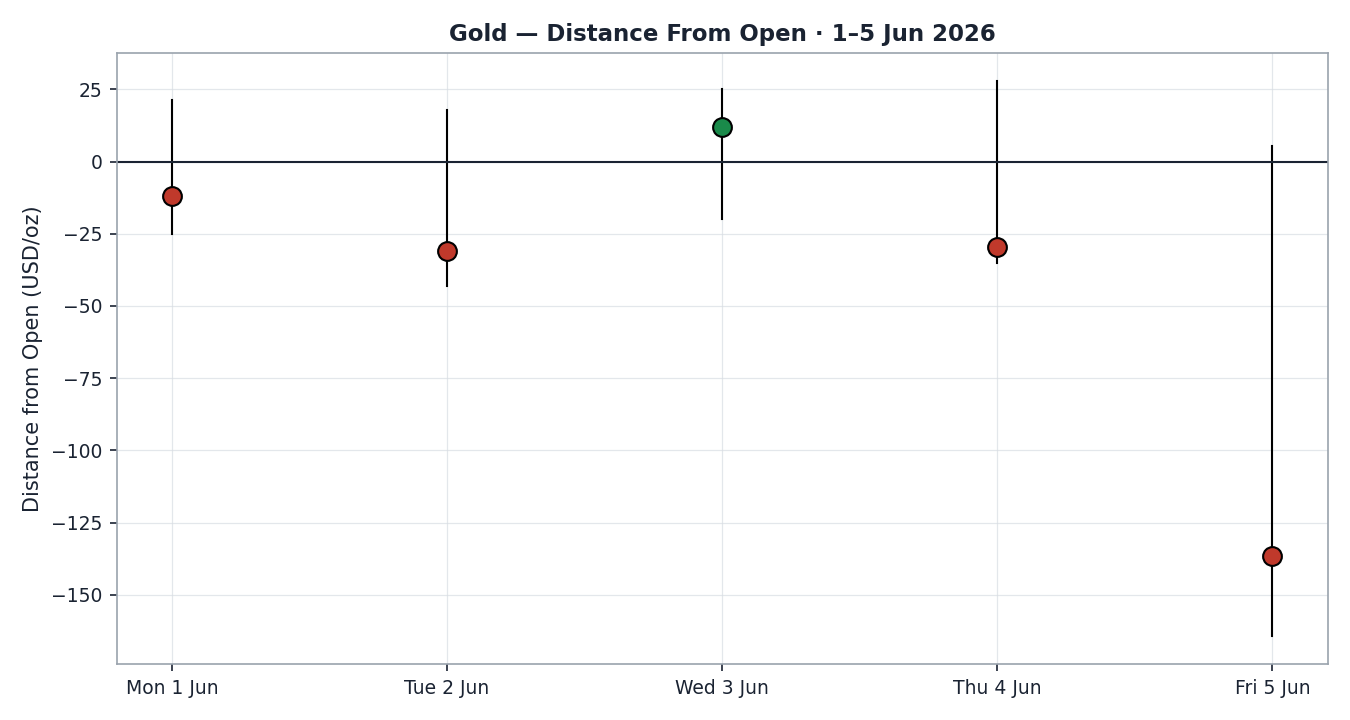 Gold — Distance From Open · 1–5 Jun 2026
Distance from Open (USD/oz)
25
0
−25
−50
−75
−100
−125
−150
Mon 1 Jun
Tue 2 Jun
Wed 3 Jun
Thu 4 Jun
Fri 5 Jun